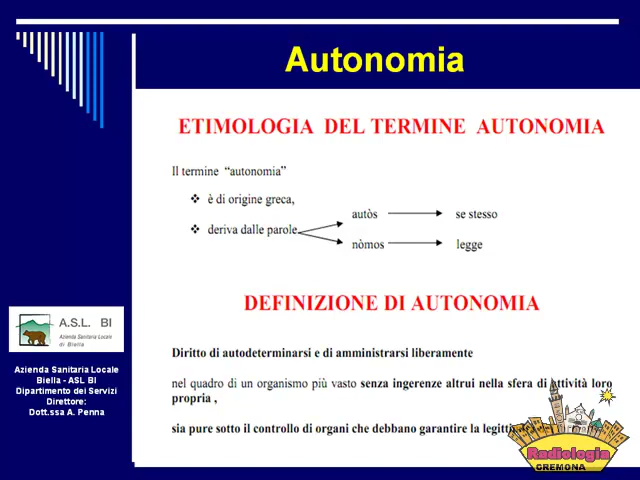 Autonomia
ETIMOLOGIA DEL TERMINE AUTONOMIA
Il termine “autonomia”
è di origine greca,
deriva dalle parole
autòs se stesso
nòmos legge
DEFINIZIONE DI AUTONOMIA
Diritto di autodeterminarsi e di amministrarsi liberamente
nel quadro di un organismo più vasto senza ingerenze altrui nella sfera di attività loro
propria ,
sia pure sotto il controllo di organi che debbano garantire la
A.S.L. BI
Azienda Sanitaria Locale
di Biella
Azienda Sanitaria Locale
Biella - ASL BI
Dipartimento dei Servizi
Direttore:
Dott.ssa A. Penna
Radiologia
CREMONA